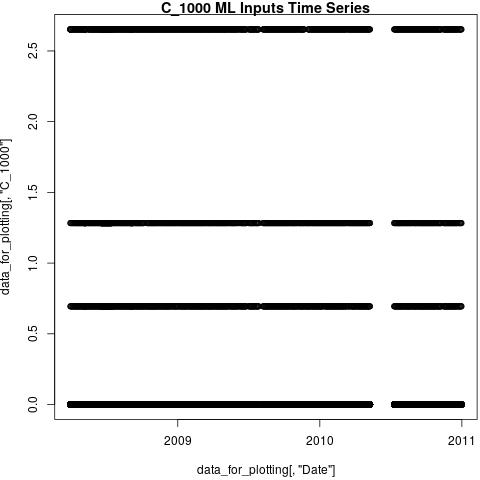 C_1000 ML Inputs Time Series
data_for_plotting[, "C_1000"]
2.5
2.0
1.5
1.0
0.5
0.0
2009 2010 2011
data_for_plotting[, "Date"]